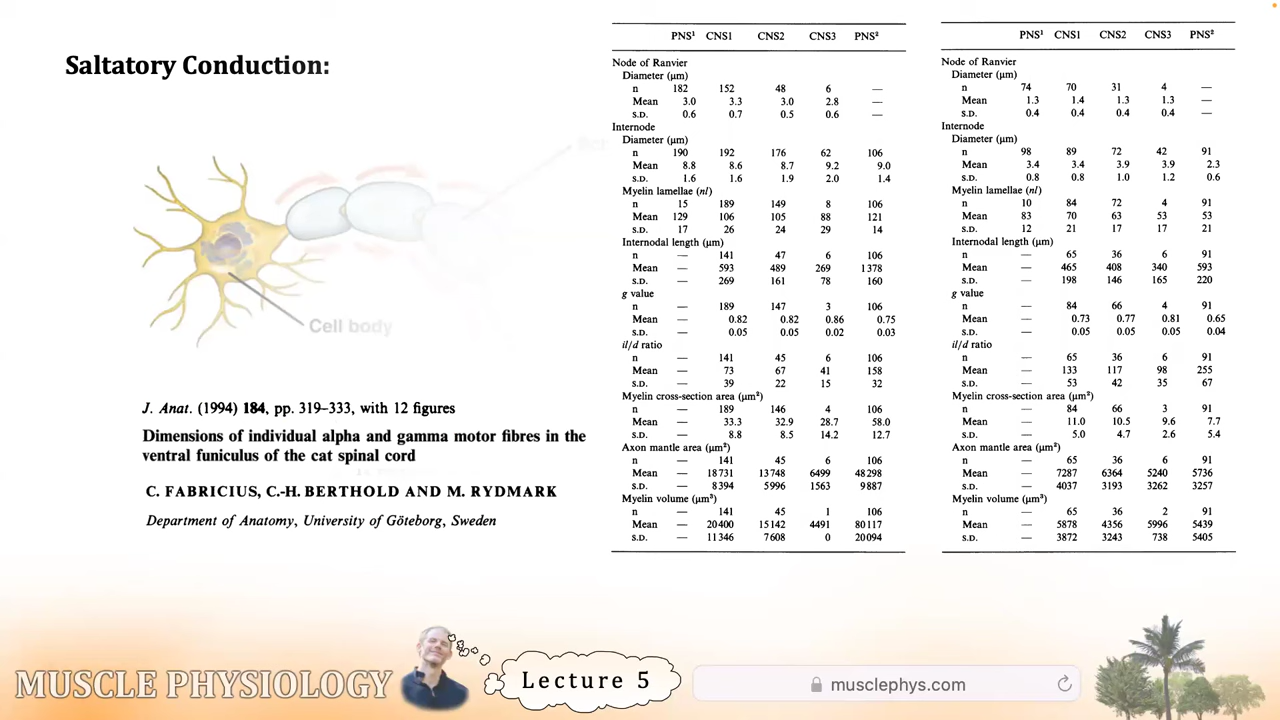 Saltatory Conduction:
Cell body
J. Anat. (1994) 184, pp. 319–333, with 12 figures
Dimensions of individual alpha and gamma motor fibres in the
ventral funiculus of the cat spinal cord
C. FABRICIUS, C.-H. BERTHOLD AND M. RYDMARK
Department of Anatomy, University of Göteborg, Sweden
PNS¹ CNS1 CNS2 CNS3 PNS²
Node of Ranvier
Diameter (µm)
n 182 152 48 6 —
Mean 3.0 3.3 3.0 2.8 —
S.D. 0.6 0.7 0.5 0.6 —
Internode
Diameter (µm)
n 190 192 176 62 106
Mean 8.8 8.6 8.7 9.2 9.0
S.D. 1.6 1.6 1.9 2.0 1.4
Myelin lamellae (nl)
n 15 189 149 8 106
Mean 129 106 105 88 121
S.D. 17 26 24 29 14
Internodal length (µm)
n — 141 47 6 106
Mean — 593 489 269 1378
S.D. — 269 161 78 160
g value
n — 189 147 3 106
Mean — 0.82 0.82 0.86 0.75
S.D. — 0.05 0.05 0.02 0.03
il/d ratio
n — 141 45 6 106
Mean — 73 67 41 158
S.D. — 39 22 15 32
Myelin cross-section area (µm²)
n — 189 146 4 106
Mean — 33.3 32.9 28.7 58.0
S.D. — 8.8 8.5 14.2 12.7
Axon mantle area (µm²)
n — 141 45 6 106
Mean — 18731 13748 6499 48298
S.D. — 8394 5996 1563 9887
Myelin volume (µm³)
n — 141 45 1 106
Mean — 20400 15142 4491 80117
S.D. — 11346 7608 0 20094
PNS¹ CNS1 CNS2 CNS3 PNS²
Node of Ranvier
Diameter (µm)
n 74 70 31 4 —
Mean 1.3 1.4 1.3 1.3 —
S.D. 0.4 0.4 0.4 0.4 —
Internode
Diameter (µm)
n 98 89 72 42 91
Mean 3.4 3.4 3.9 3.9 2.3
S.D. 0.8 0.8 1.0 1.2 0.6
Myelin lamellae (nl)
n 10 84 72 4 91
Mean 83 70 63 53 53
S.D. 12 21 17 17 21
Internodal length (µm)
n — 65 36 6 91
Mean — 465 408 340 593
S.D. — 198 146 165 220
g value
n — 84 66 4 91
Mean — 0.73 0.77 0.81 0.65
S.D. — 0.05 0.05 0.05 0.04
il/d ratio
n — 65 36 6 91
Mean — 133 117 98 255
S.D. — 53 42 35 67
Myelin cross-section area (µm²)
n — 84 66 3 91
Mean — 11.0 10.5 9.6 7.7
S.D. — 5.0 4.7 2.6 5.4
Axon mantle area (µm²)
n — 65 36 6 91
Mean — 7287 6364 5240 5736
S.D. — 4037 3193 3262 3257
Myelin volume (µm³)
n — 65 36 2 91
Mean — 5878 4356 5996 5439
S.D. — 3872 3243 738 5405
MUSCLE PHYSIOLOGY
Lecture 5
musclephys.com